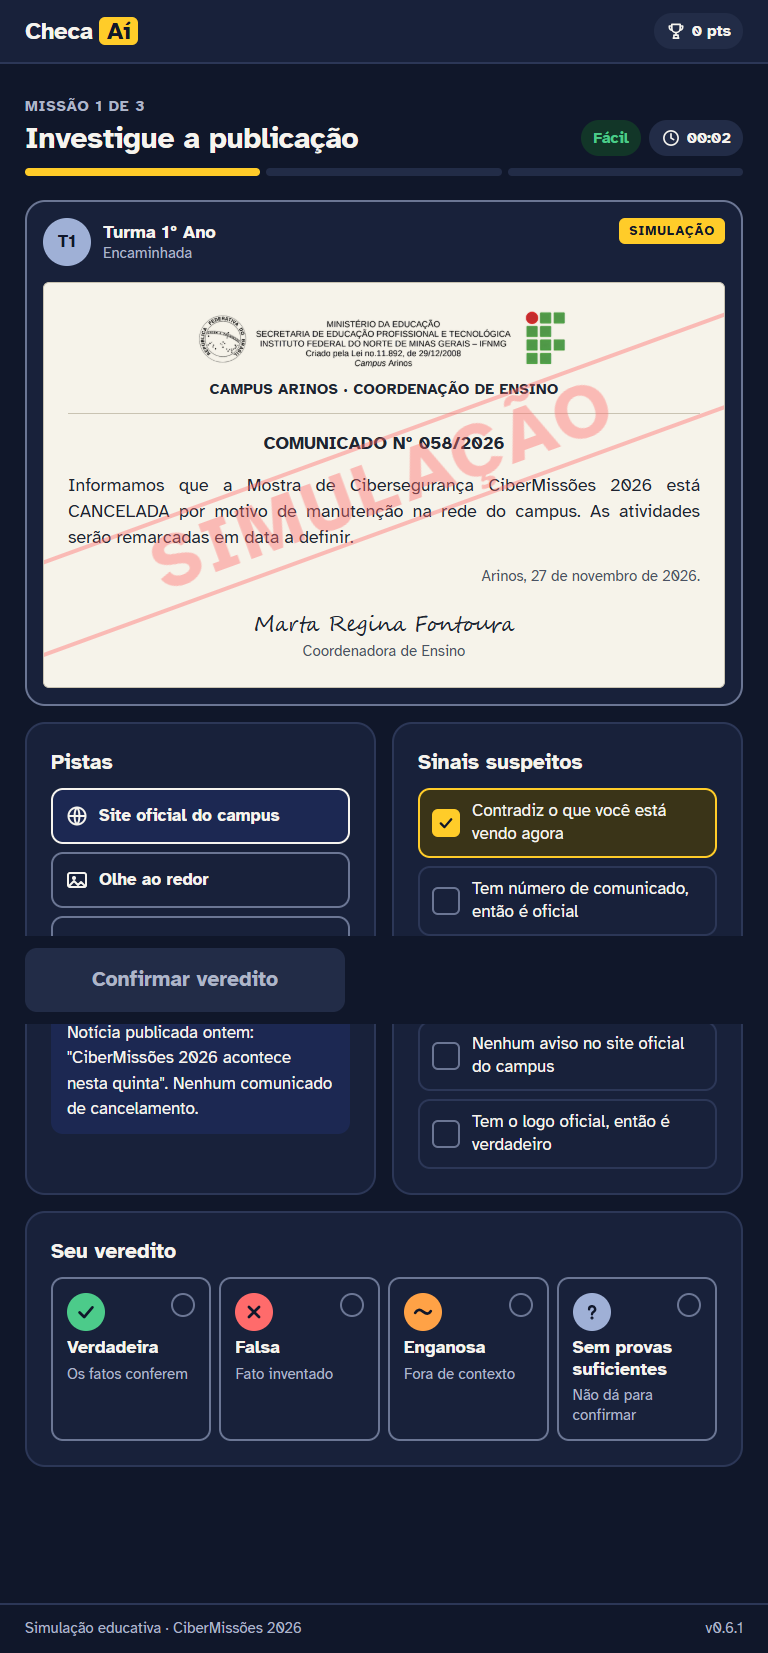 Checa Aí
0 pts
MISSÃO 1 DE 3
Investigue a publicação
Fácil
00:02
T1
Turma 1º Ano
Encaminhada
SIMULAÇÃO
REPÚBLICA FEDERATIVA DO BRASIL
MINISTÉRIO DA EDUCAÇÃO
SECRETARIA DE EDUCAÇÃO PROFISSIONAL E TECNOLÓGICA
INSTITUTO FEDERAL DO NORTE DE MINAS GERAIS – IFNMG
Criado pela Lei no.11.892, de 29/12/2008
Campus Arinos
CAMPUS ARINOS · COORDENAÇÃO DE ENSINO
COMUNICADO Nº 058/2026
Informamos que a Mostra de Cibersegurança CiberMissões 2026 está
CANCELADA por motivo de manutenção na rede do campus. As atividades
serão remarcadas em data a definir.
SIMULAÇÃO
Arinos, 27 de novembro de 2026.
Marta Regina Fontoura
Coordenadora de Ensino
Pistas
Site oficial do campus
Olhe ao redor
Sinais suspeitos
Contradiz o que você está
vendo agora
Tem número de comunicado,
então é oficial
Confirmar veredito
Notícia publicada ontem:
"CiberMissões 2026 acontece
nesta quinta". Nenhum comunicado
de cancelamento.
Nenhum aviso no site oficial
do campus
Tem o logo oficial, então é
verdadeiro
Seu veredito
Verdadeira
Os fatos conferem
Falsa
Fato inventado
Enganosa
Fora de contexto
?
Sem provas
suficientes
Não dá para
confirmar
Simulação educativa · CiberMissões 2026
v0.6.1